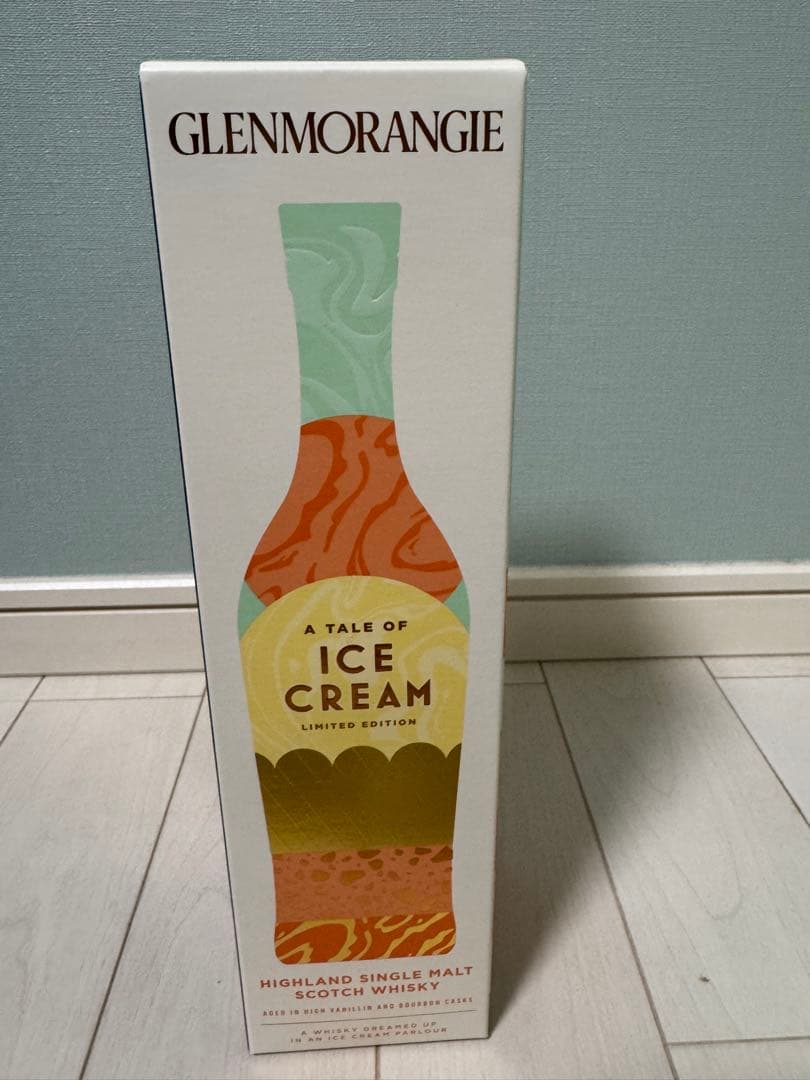 GLENMORANGIE
A TALE OF
ICE
CREAM
LIMITED EDITION
HIGHLAND SINGLE MALT
SCOTCH WHISKY
AGED IN HIGH VANILLIN AND BOURBON CASKS
A WHISKY DREAMED UP
IN AN ICE CREAM PARLOUR